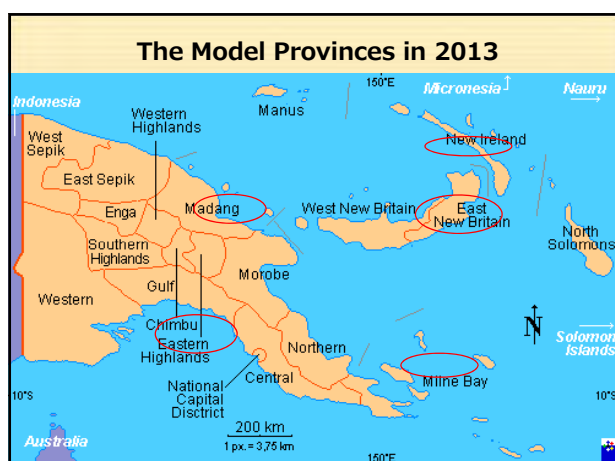 The Model Provinces in 2013
150°E
Micronesia
Nauru
Indonesia
Manus
Western
Highlands
New Ireland
West
Sepik
East Sepik
Enga
Madang
West New Britain
East
New Britain
North
Solomons
Southern
Highlands
Morobe
Western
Gulf
Chimbu
Eastern
Highlands
Northern
N
Solomon
Islands
National
Capital
Disctrict
Central
Milne Bay
10°S
10°S
200 km
1 px. = 3,75 km
Australia
150°E